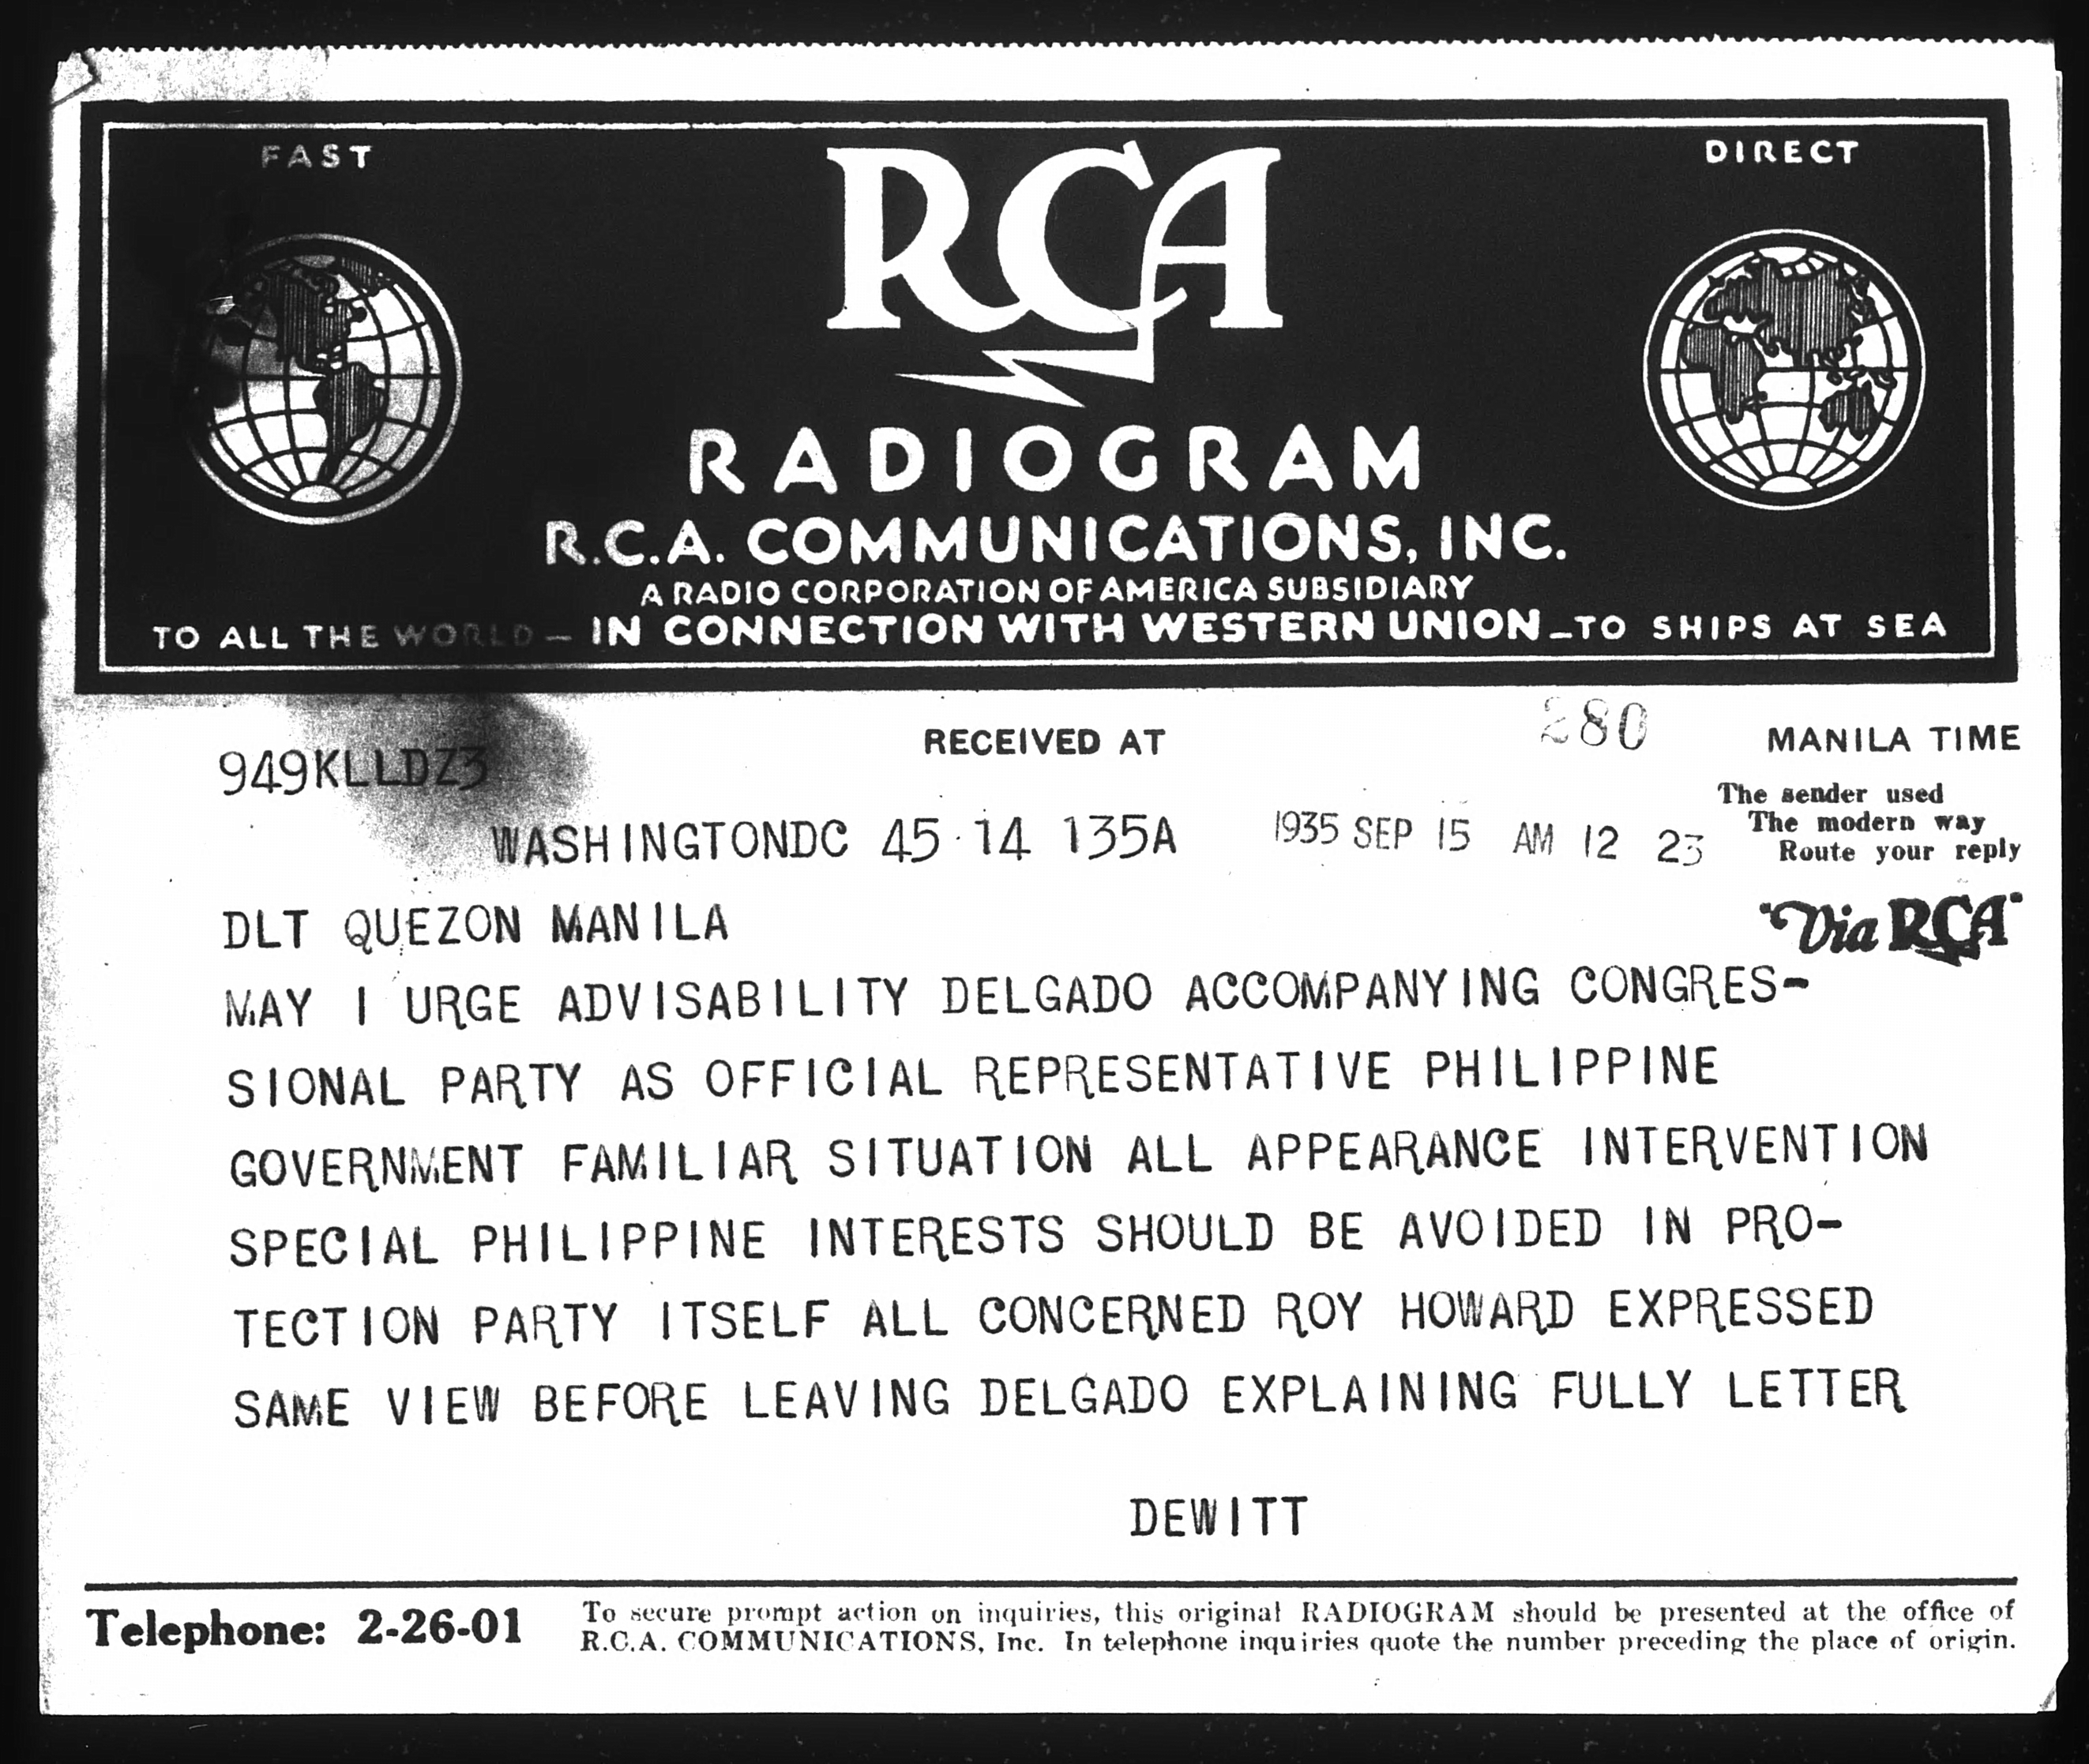 FAST
DIRECT
RCA
RADIOGRAM
R.C.A. COMMUNICATIONS, INC.
A RADIO CORPORATION OF AMERICA SUBSIDIARY
TO ALL THE WORLD — IN CONNECTION WITH WESTERN UNION — TO SHIPS AT SEA
280
RECEIVED AT
MANILA TIME
949KLLDZ3
The sender used
The modern way
Route your reply
"Via RCA"
WASHINGTONDC 45 14 135A
1935 SEP 15 AM 12 23
DLT QUEZON MANILA
MAY I URGE ADVISABILITY DELGADO ACCOMPANYING CONGRES-
SIONAL PARTY AS OFFICIAL REPRESENTATIVE PHILIPPINE
GOVERNMENT FAMILIAR SITUATION ALL APPEARANCE INTERVENTION
SPECIAL PHILIPPINE INTERESTS SHOULD BE AVOIDED IN PRO-
TECTION PARTY ITSELF ALL CONCERNED ROY HOWARD EXPRESSED
SAME VIEW BEFORE LEAVING DELGADO EXPLAINING FULLY LETTER
DEWITT
Telephone: 2-26-01
To secure prompt action on inquiries, this original RADIOGRAM should be presented at the office of
R.C.A. COMMUNICATIONS, Inc. In telephone inquiries quote the number preceding the place of origin.